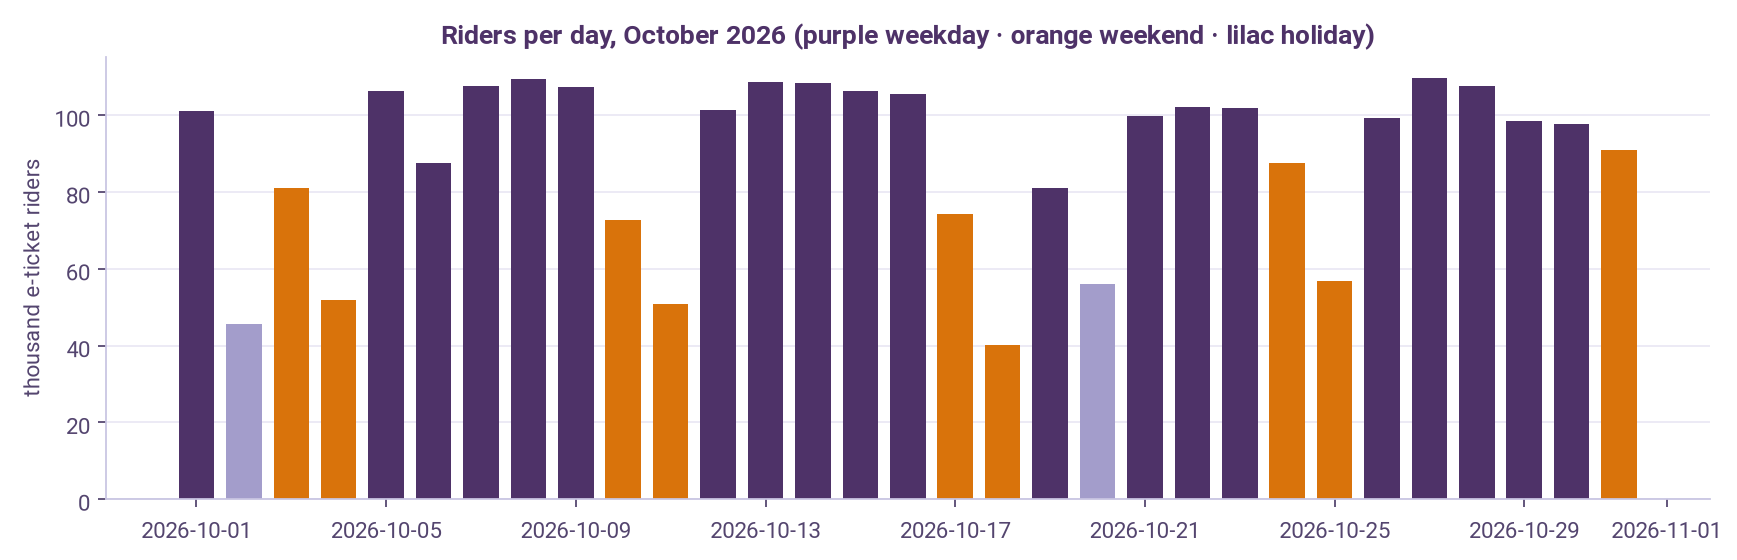 Riders per day, October 2026 (purple weekday · orange weekend · lilac holiday)
thousand e-ticket riders
100
80
60
40
20
0
2026-10-01 2026-10-05 2026-10-09 2026-10-13 2026-10-17 2026-10-21 2026-10-25 2026-10-29 2026-11-01